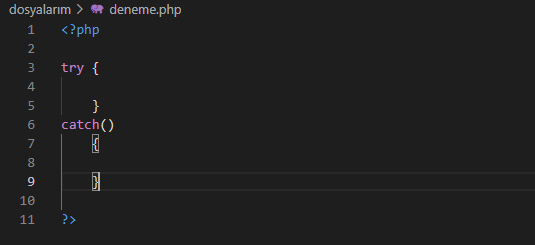 dosyalarım > deneme.php
1 <?php
2
3 try {
4
5     }
6 catch()
7     {
8
9     }
10
11 ?>